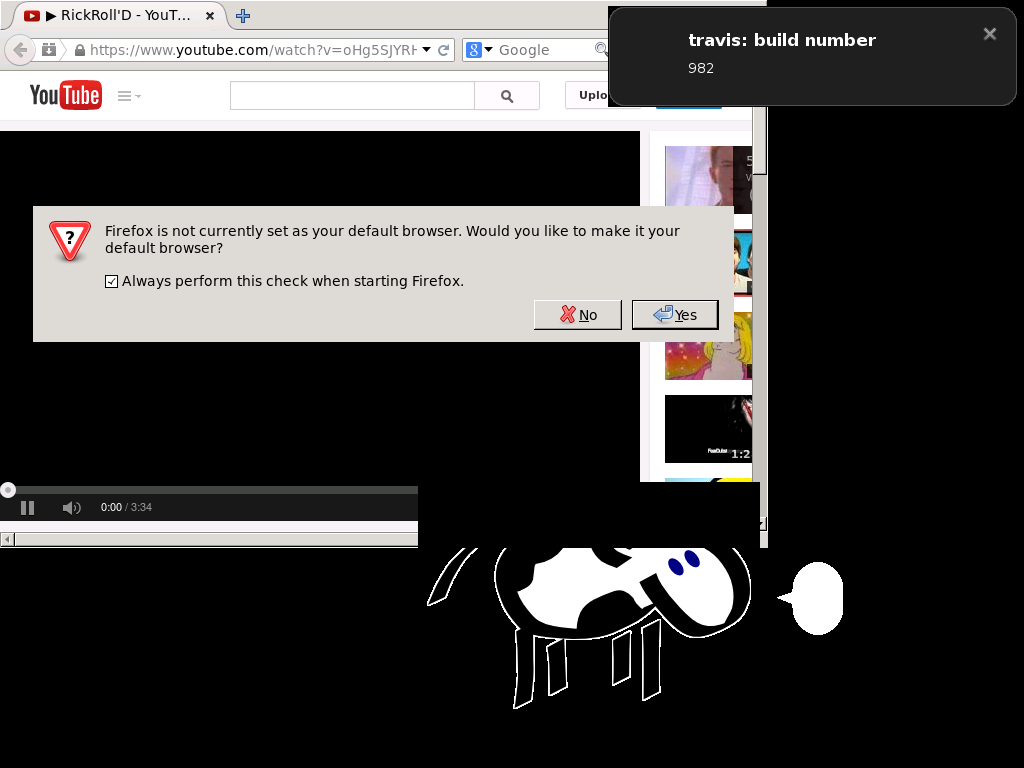 ▶ RickRoll'D - YouT...
https://www.youtube.com/watch?v=oHg5SJYRH
Google
travis: build number
982
YouTube
Uplo
Firefox is not currently set as your default browser. Would you like to make it your
default browser?
Always perform this check when starting Firefox.
No
Yes
1:2
0:00 / 3:34